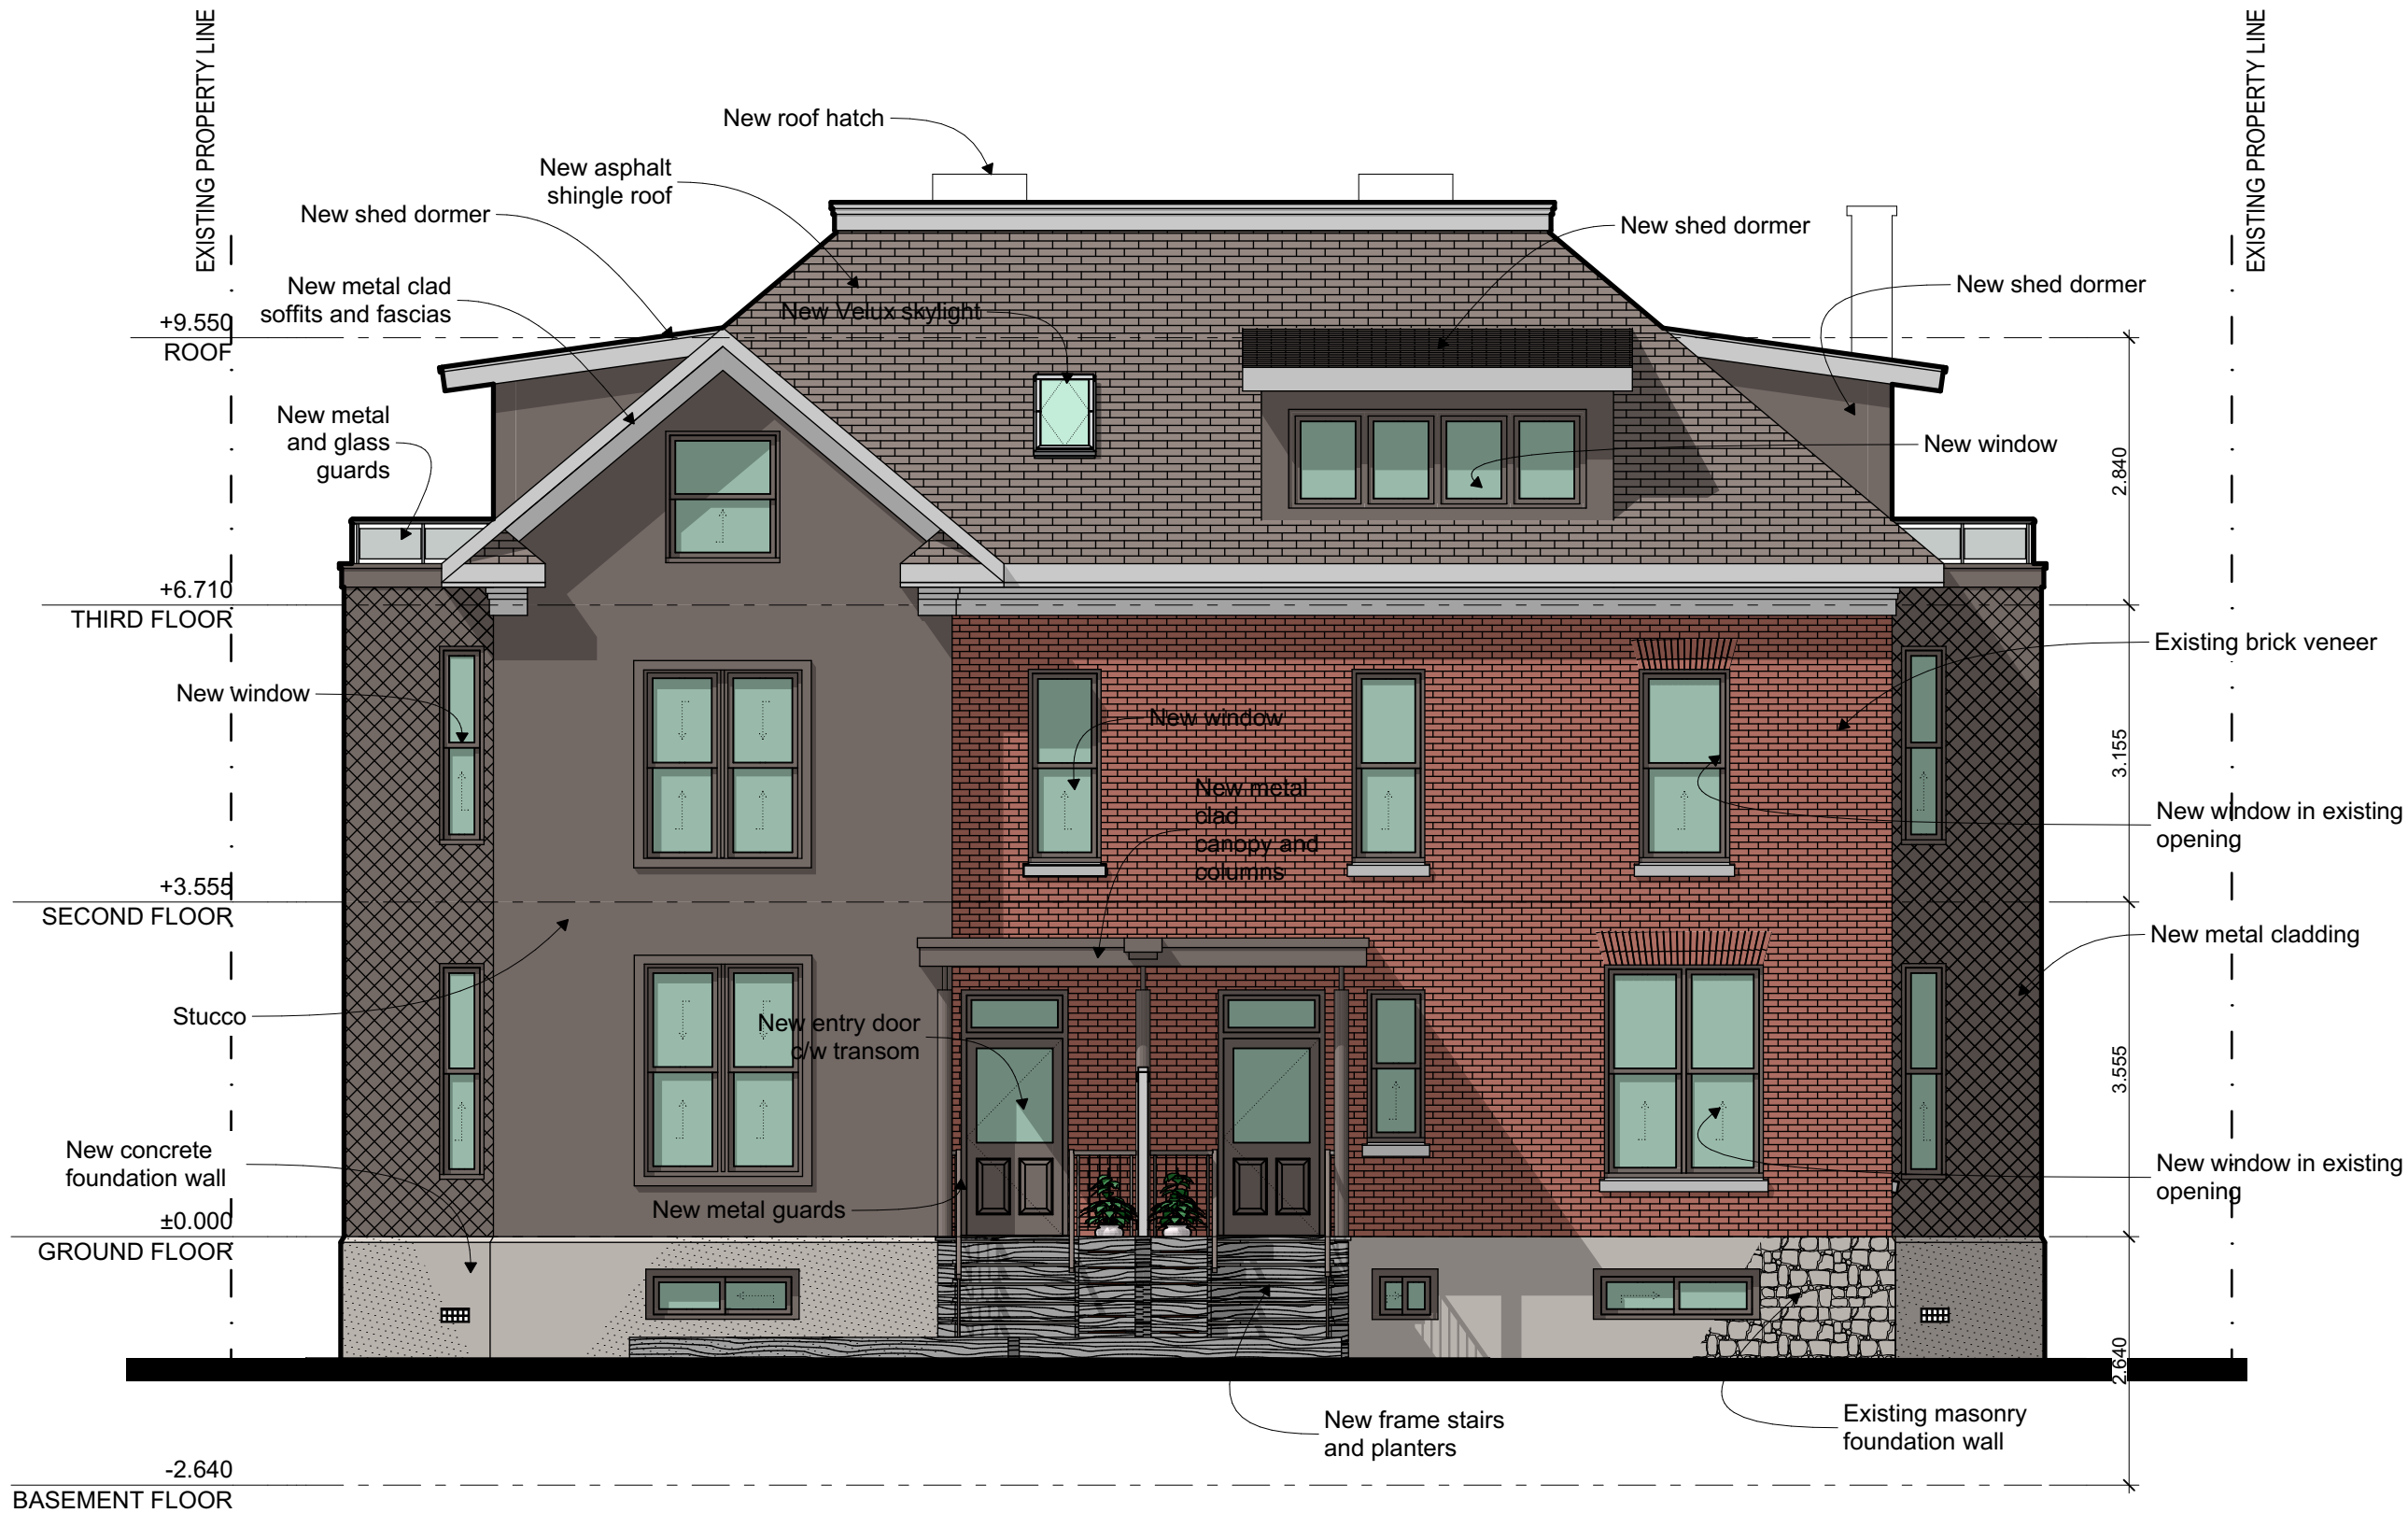 EXISTING PROPERTY LINE
EXISTING PROPERTY LINE
New roof hatch
New asphalt
shingle roof
New shed dormer
New shed dormer
New metal clad
soffits and fascias
New shed dormer
New Velux skylight
+9.550
ROOF
New metal
and glass
guards
New window
2.840
+6.710
THIRD FLOOR
Existing brick veneer
New window
New window
3.155
New metal
clad
canopy and
columns
New window in existing
opening
+3.555
SECOND FLOOR
New metal cladding
Stucco
New entry door
c/w transom
3.555
New concrete
foundation wall
New window in existing
opening
New metal guards
±0.000
GROUND FLOOR
2.640
New frame stairs
and planters
Existing masonry
foundation wall
-2.640
BASEMENT FLOOR